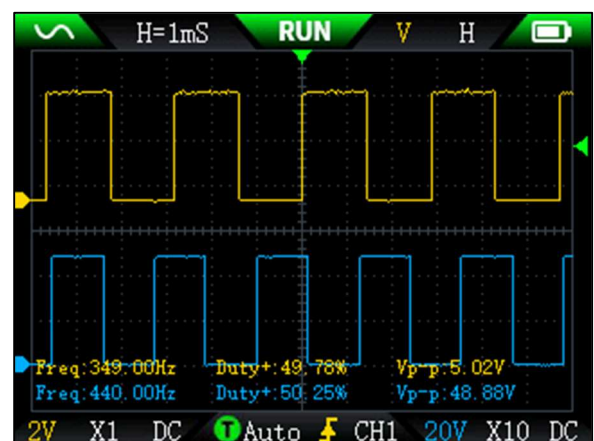 H=1mS RUN V H
Freq:349.00Hz Duty+:49.78% Vp-p:5.02V
Freq:440.00Hz Duty+:50.25% Vp-p:48.88V
2V X1 DC T Auto CH1 20V X10 DC